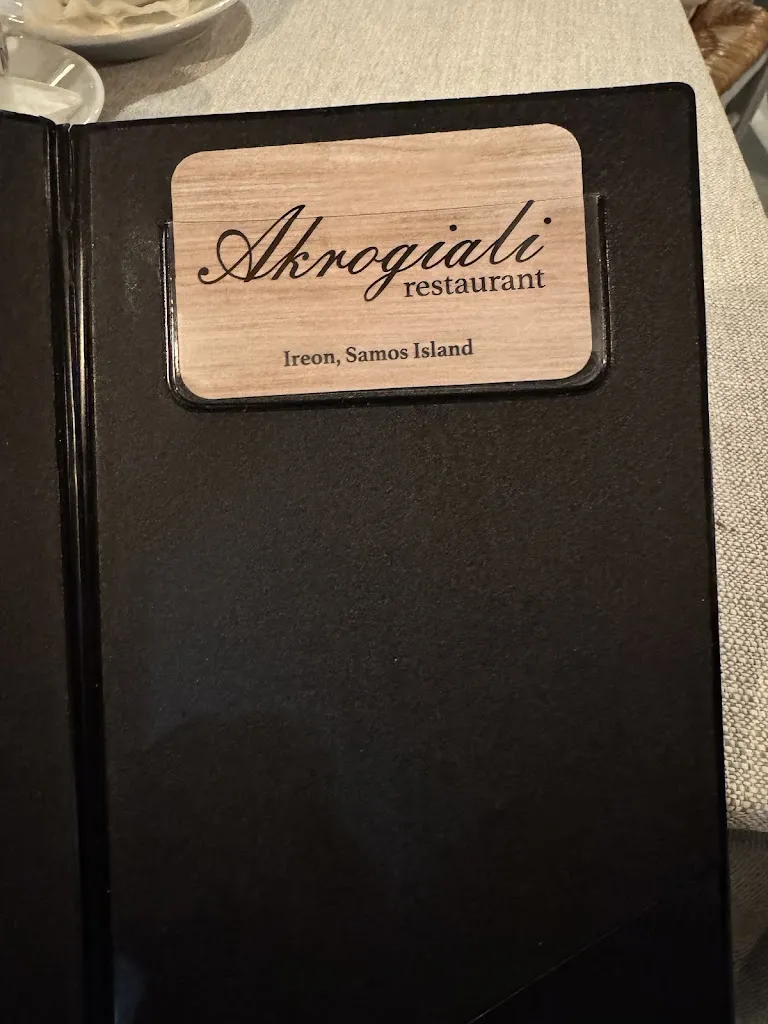 Akrogiali
restaurant
Ireon, Samos Island